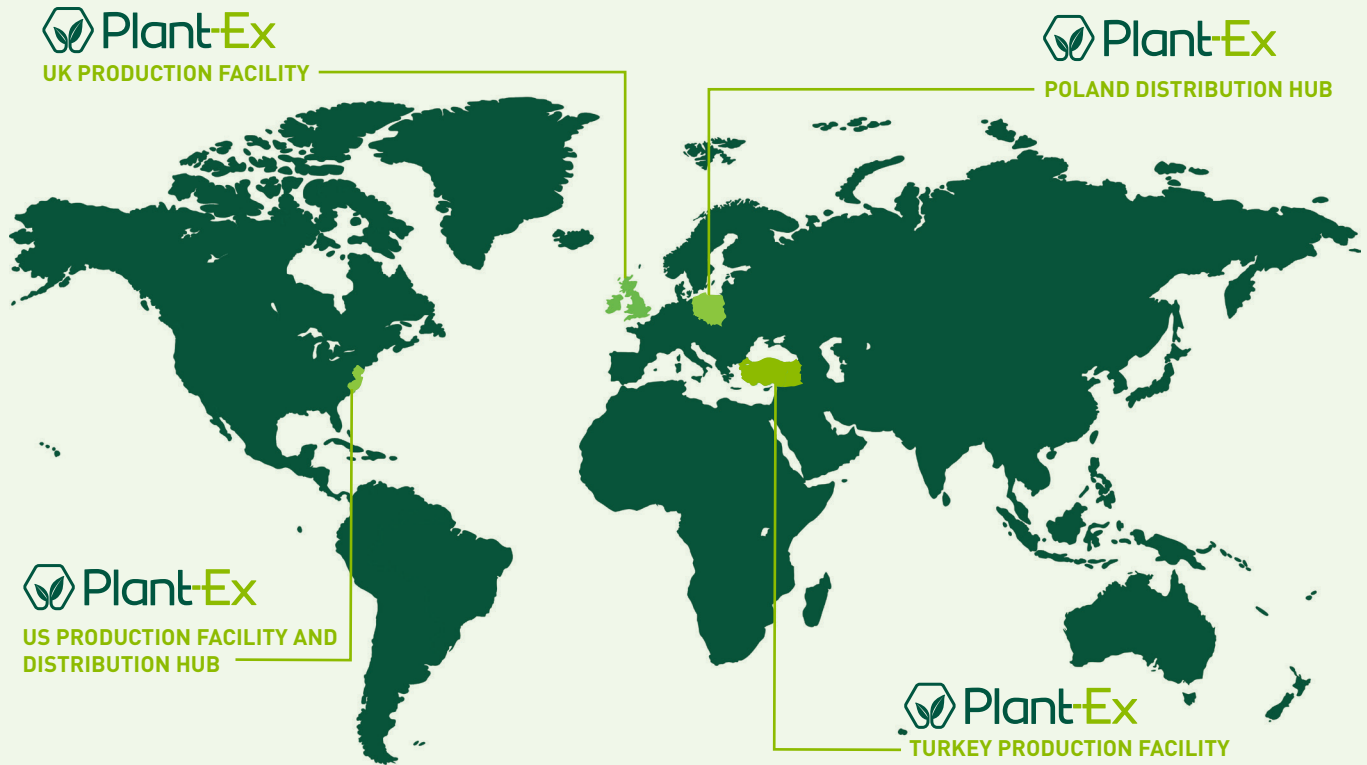 Plant-Ex
UK PRODUCTION FACILITY
Plant-Ex
POLAND DISTRIBUTION HUB
Plant-Ex
US PRODUCTION FACILITY AND
DISTRIBUTION HUB
Plant-Ex
TURKEY PRODUCTION FACILITY